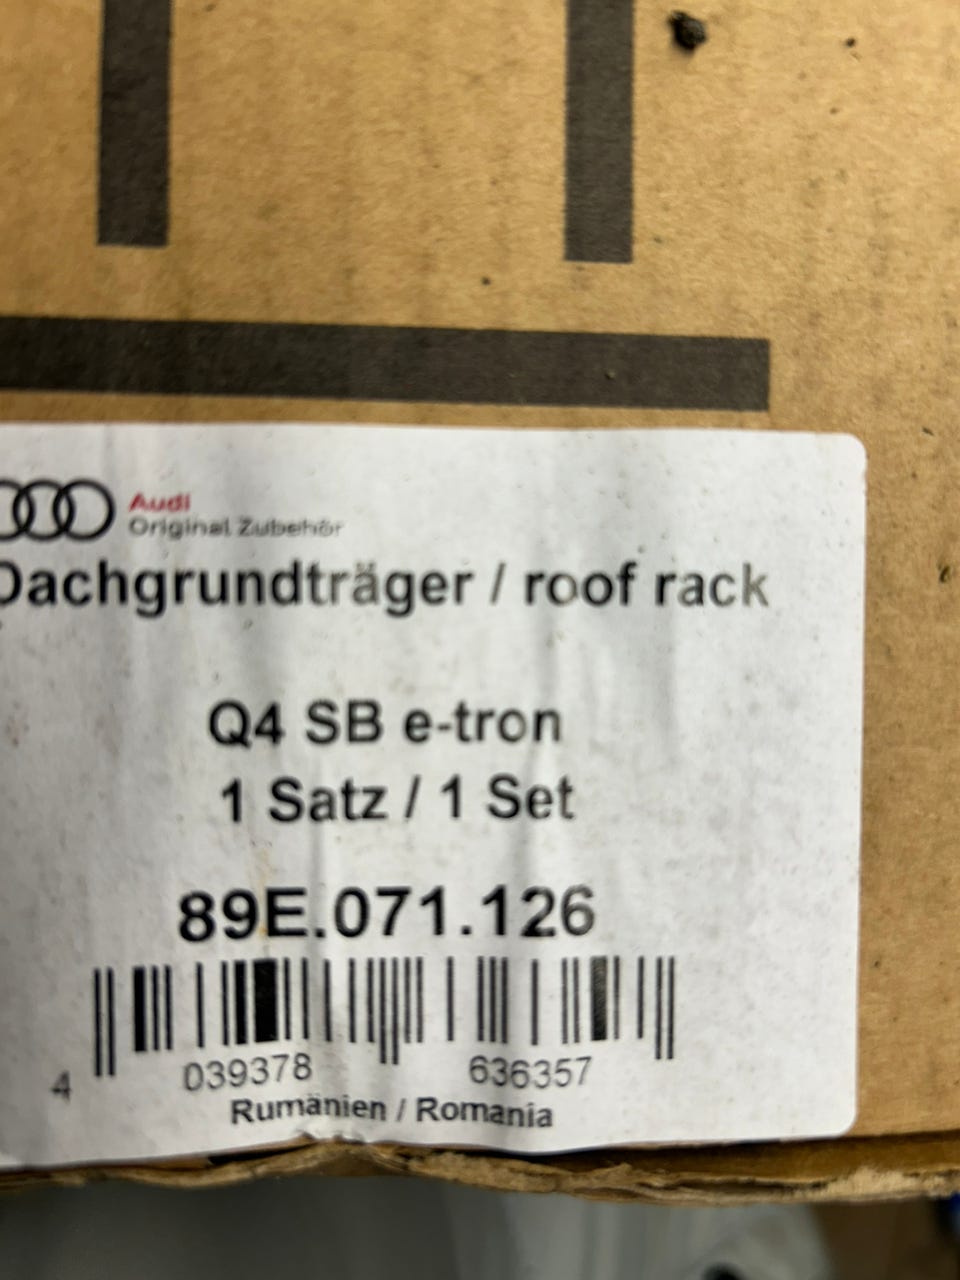 Audi
Original Zubehör
Dachgrundträger / roof rack
Q4 SB e-tron
1 Satz / 1 Set
89E.071.126
4 039378 636357
Rumänien / Romania